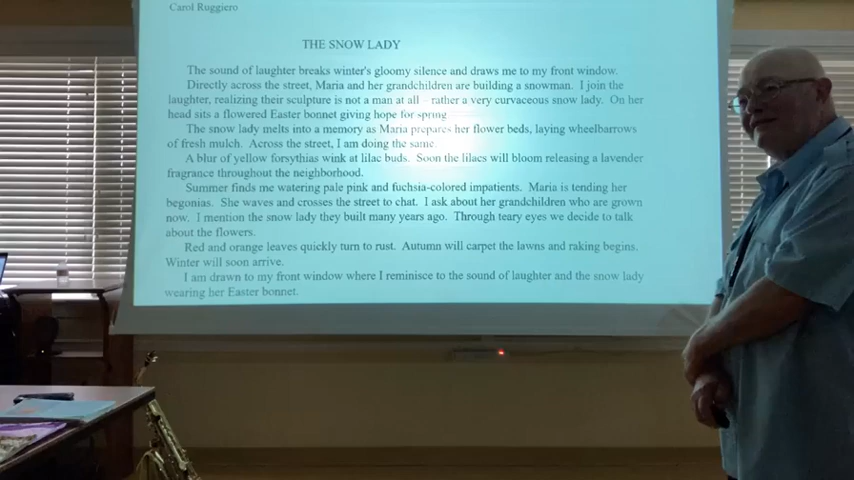 Carol Ruggiero
THE SNOW LADY
The sound of laughter breaks winter's gloomy silence and draws me to my front window.
Directly across the street, Maria and her grandchildren are building a snowman. I join the
laughter, realizing their sculpture is not a man at all – rather a very curvaceous snow lady. On her
head sits a flowered Easter bonnet giving hope for spring.
The snow lady melts into a memory as Maria prepares her flower beds, laying wheelbarrows
of fresh mulch. Across the street, I am doing the same.
A blur of yellow forsythias wink at lilac buds. Soon the lilacs will bloom releasing a lavender
fragrance throughout the neighborhood.
Summer finds me watering pale pink and fuchsia-colored impatients. Maria is tending her
begonias. She waves and crosses the street to chat. I ask about her grandchildren who are grown
now. I mention the snow lady they built many years ago. Through teary eyes we decide to talk
about the flowers.
Red and orange leaves quickly turn to rust. Autumn will carpet the lawns and raking begins.
Winter will soon arrive.
I am drawn to my front window where I reminisce to the sound of laughter and the snow lady
wearing her Easter bonnet.